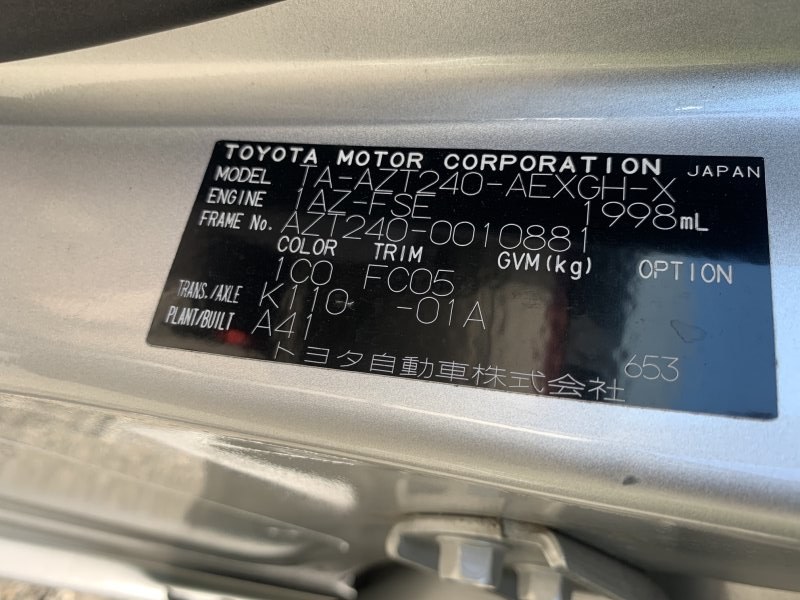 TOYOTA MOTOR CORPORATION JAPAN
MODEL TA-AZT240-AEXGH-X
ENGINE 1AZ-FSE 1998mL
FRAME No. AZT240-0010881
COLOR TRIM GVM(kg) OPTION
1C0 FC05
TRANS./AXLE K110- -01A
PLANT/BUILT A41
トヨタ自動車株式会社 653